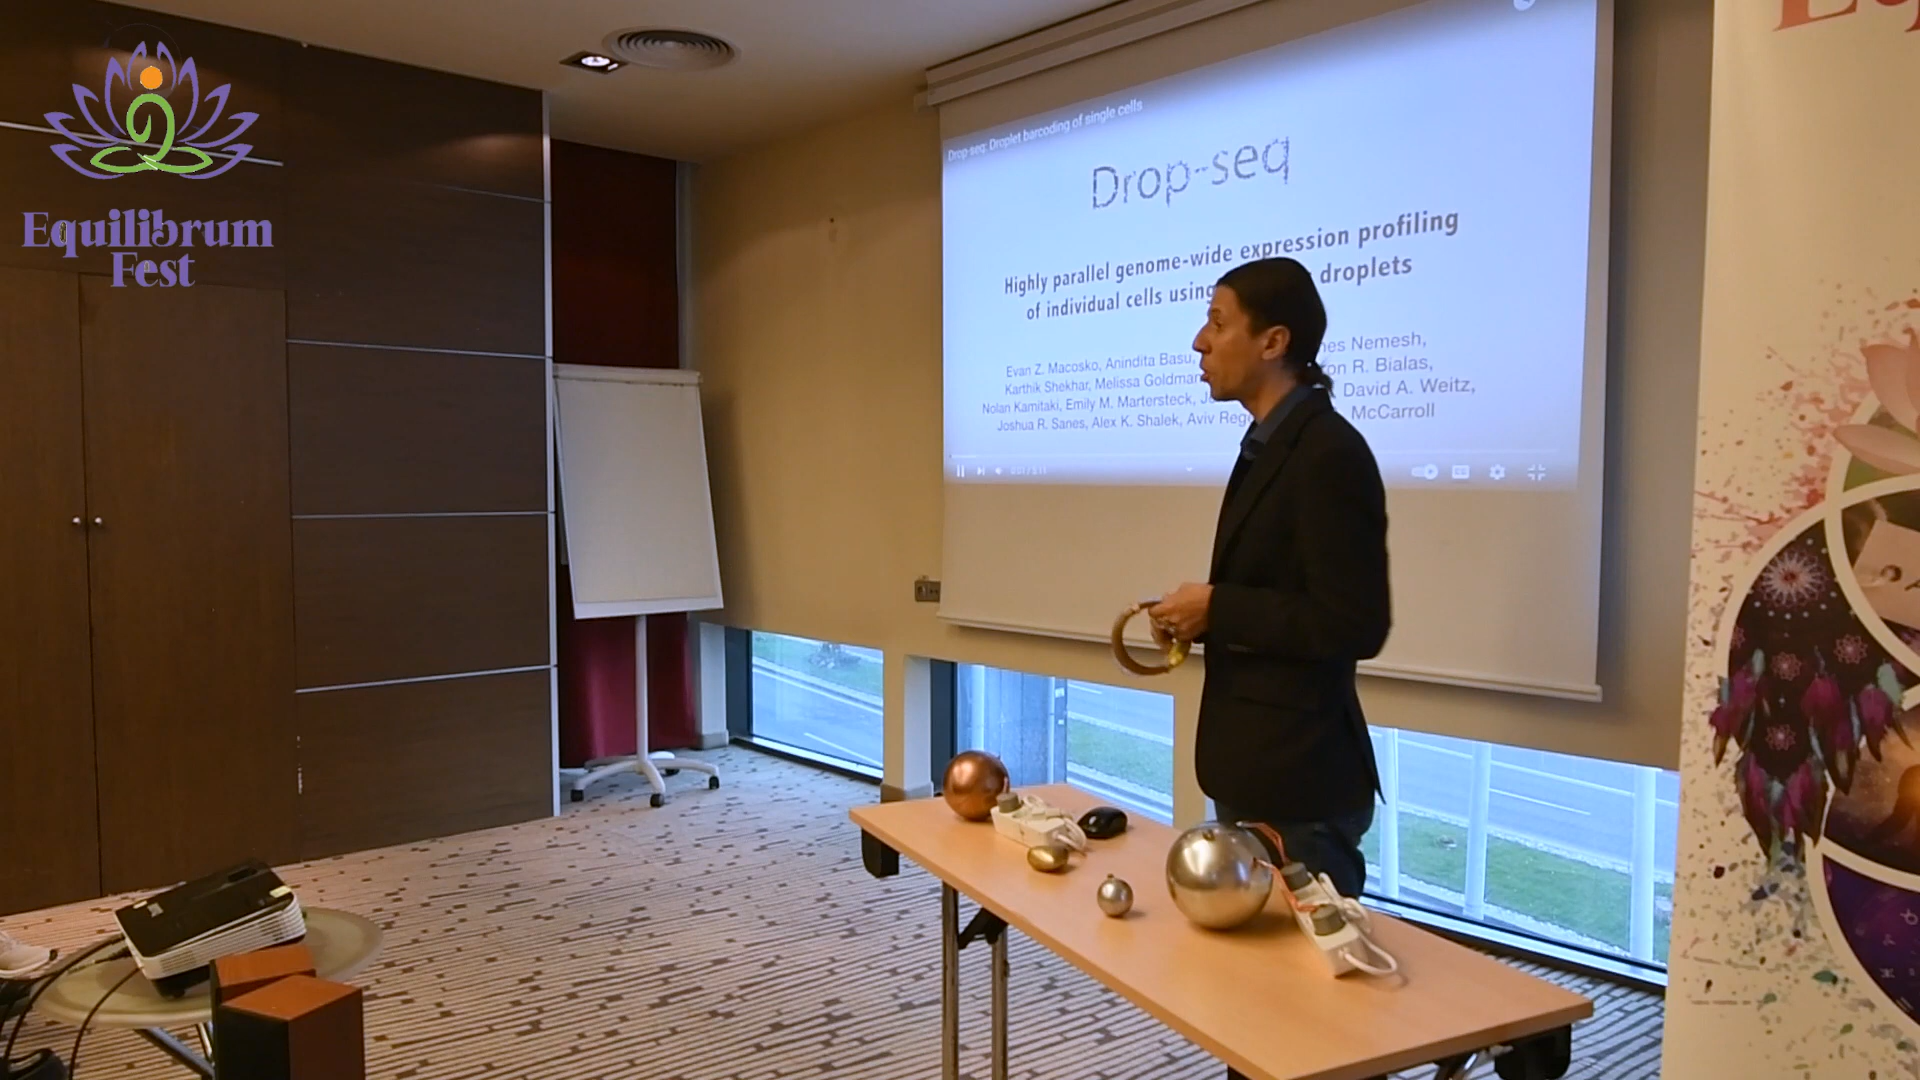 Equilibrum
Fest
Drop-seq: Droplet barcoding of single cells
Drop-seq
Highly parallel genome-wide expression profiling
of individual cells using droplets
Evan Z. Macosko, Anindita Basu, Nemesh,
Karthik Shekhar, Melissa Goldman R. Bialas,
Nolan Kamitaki, Emily M. Martersteck, David A. Weitz,
Joshua R. Sanes, Alex K. Shalek, Aviv McCarroll